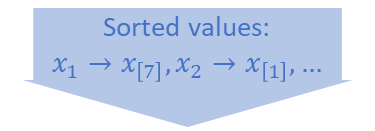 Sorted values:
x₁ → x[₇], x₂ → x[₁], …